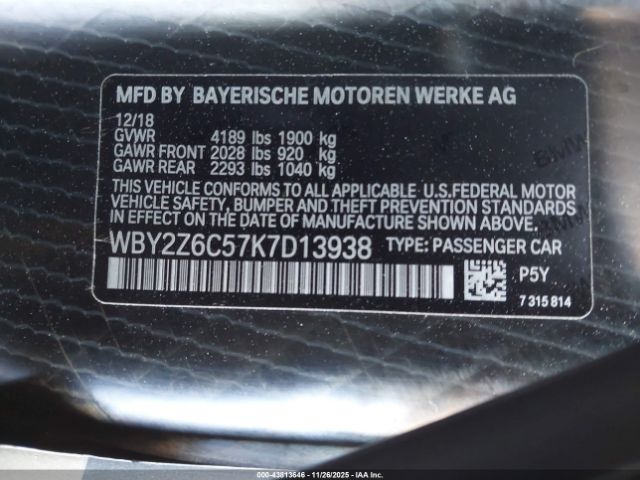 MFD BY BAYERISCHE MOTOREN WERKE AG
12/18
GVWR 4189 lbs 1900 kg
GAWR FRONT 2028 lbs 920 kg
GAWR REAR 2293 lbs 1040 kg
THIS VEHICLE CONFORMS TO ALL APPLICABLE U.S.FEDERAL MOTOR
VEHICLE SAFETY, BUMPER AND THEFT PREVENTION STANDARDS
IN EFFECT ON THE DATE OF MANUFACTURE SHOWN ABOVE.
WBY2Z6C57K7D13938 TYPE: PASSENGER CAR
P5Y
7 315 814
000-43813646 - 11/26/2025 - IAA Inc.